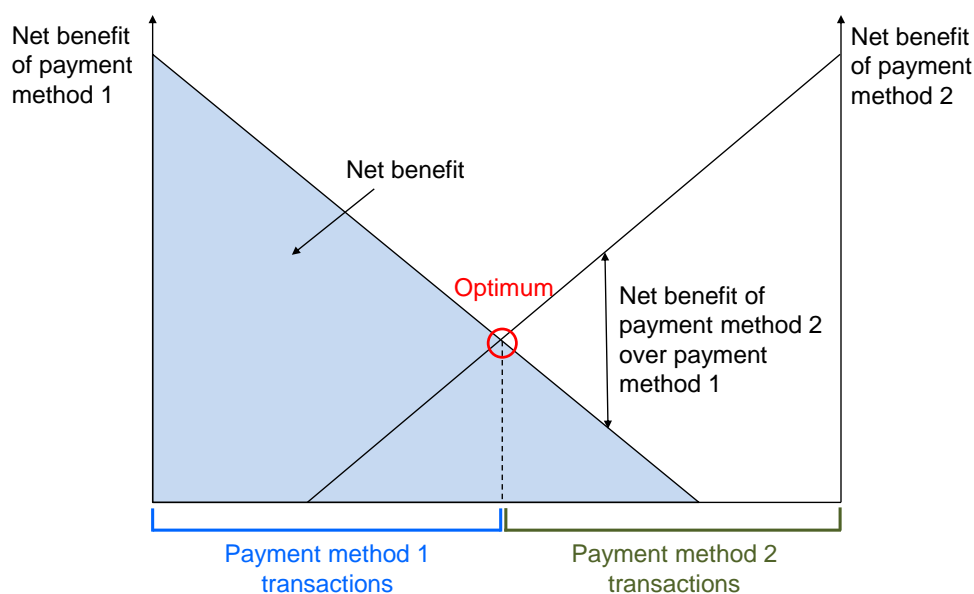 Net benefit
of payment
method 1
Net benefit
of payment
method 2
Net benefit
Optimum
Net benefit of
payment method 2
over payment
method 1
Payment method 1
transactions
Payment method 2
transactions